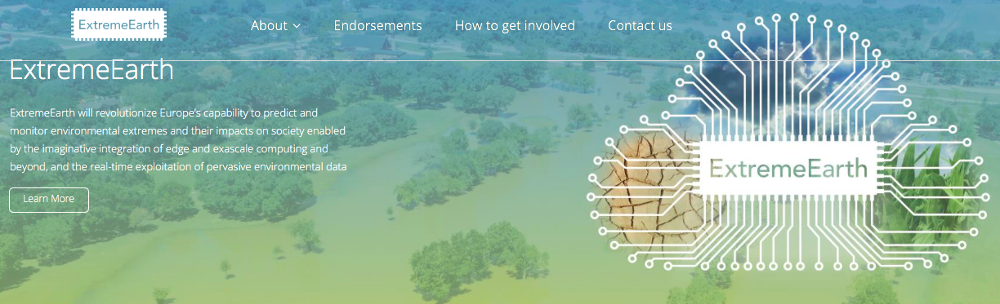 ExtremeEarth
About
Endorsements
How to get involved
Contact us
ExtremeEarth
ExtremeEarth will revolutionize Europe's capability to predict and
monitor environmental extremes and their impacts on society enabled
by the imaginative integration of edge and exascale computing and
beyond, and the real-time exploitation of pervasive environmental data
Learn More
ExtremeEarth